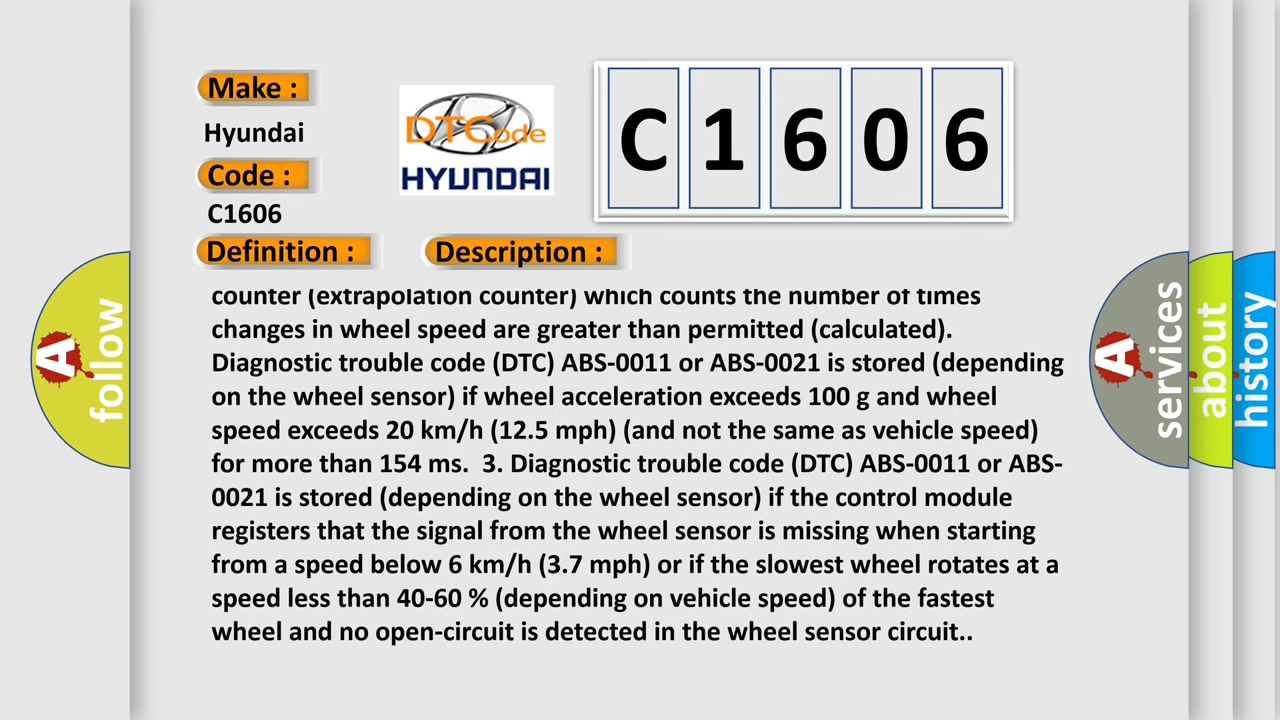 Make :
Hyundai
Code :
C1606
DTCode
HYUNDAI
C1606
Definition :
Description :
counter (extrapolation counter) which counts the number of times
changes in wheel speed are greater than permitted (calculated).
Diagnostic trouble code (DTC) ABS-0011 or ABS-0021 is stored (depending
on the wheel sensor) if wheel acceleration exceeds 100 g and wheel
speed exceeds 20 km/h (12.5 mph) (and not the same as vehicle speed)
for more than 154 ms. 3. Diagnostic trouble code (DTC) ABS-0011 or ABS-
0021 is stored (depending on the wheel sensor) if the control module
registers that the signal from the wheel sensor is missing when starting
from a speed below 6 km/h (3.7 mph) or if the slowest wheel rotates at a
speed less than 40-60 % (depending on vehicle speed) of the fastest
wheel and no open-circuit is detected in the wheel sensor circuit..
A
follow
A
services
about
history